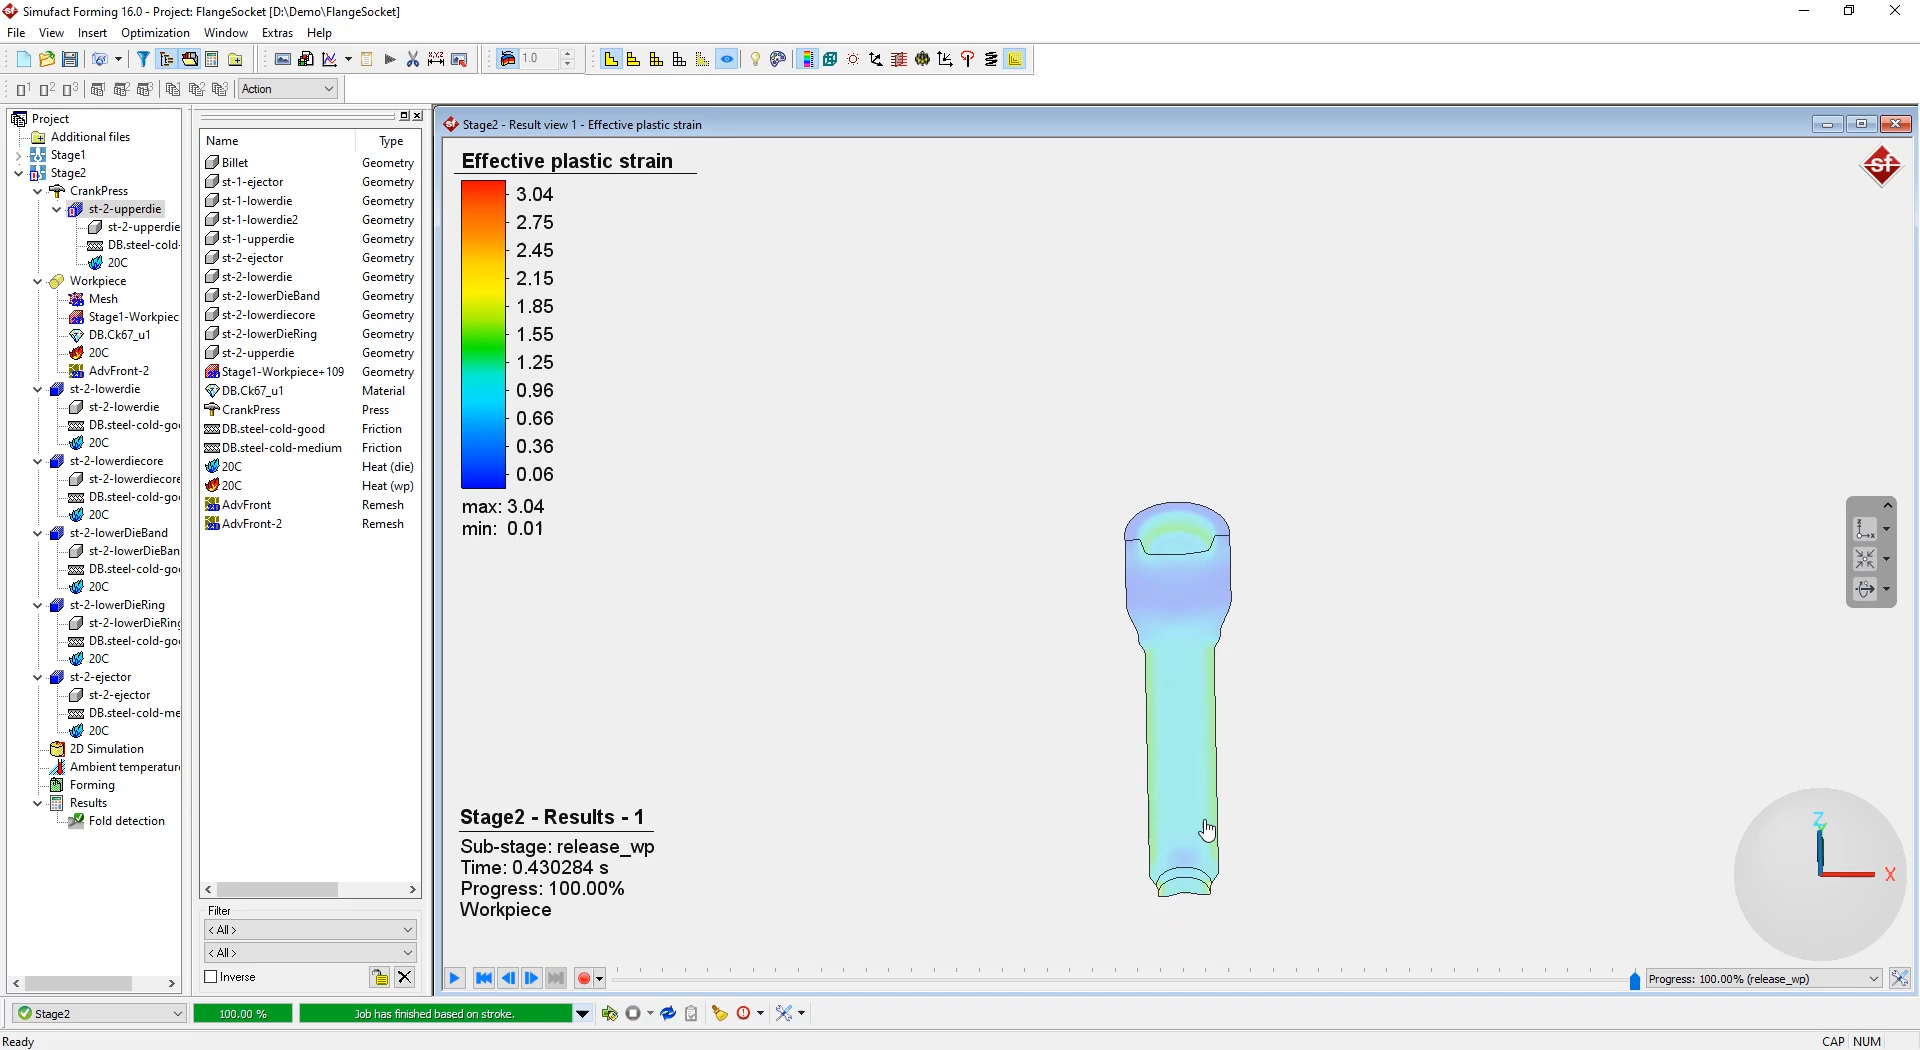 Simufact Forming 16.0 - Project: FlangeSocket [D:\Demo\FlangeSocket]
File View Insert Optimization Window Extras Help
1.0
Action
Project
Additional files
Stage1
Stage2
CrankPress
st-2-upperdie
st-2-upperdie
DB.steel-cold-
20C
Workpiece
Mesh
Stage1-Workpiec
DB.Ck67_u1
20C
AdvFront-2
st-2-lowerdie
st-2-lowerdie
DB.steel-cold-go
20C
st-2-lowerdiecore
st-2-lowerdiecore
DB.steel-cold-go
20C
st-2-lowerDieBand
st-2-lowerDieBan
DB.steel-cold-go
20C
st-2-lowerDieRing
st-2-lowerDieRing
DB.steel-cold-go
20C
st-2-ejector
st-2-ejector
DB.steel-cold-me
20C
2D Simulation
Ambient temperature
Forming
Results
Fold detection
Name Type
Billet Geometry
st-1-ejector Geometry
st-1-lowerdie Geometry
st-1-lowerdie2 Geometry
st-1-upperdie Geometry
st-2-ejector Geometry
st-2-lowerdie Geometry
st-2-lowerDieBand Geometry
st-2-lowerdiecore Geometry
st-2-lowerDieRing Geometry
st-2-upperdie Geometry
Stage1-Workpiece+109 Geometry
DB.Ck67_u1 Material
CrankPress Press
DB.steel-cold-good Friction
DB.steel-cold-medium Friction
20C Heat (die)
20C Heat (wp)
AdvFront Remesh
AdvFront-2 Remesh
Filter
< All >
< All >
Inverse
Stage2 - Result view 1 - Effective plastic strain
Effective plastic strain
3.04
2.75
2.45
2.15
1.85
1.55
1.25
0.96
0.66
0.36
0.06
max: 3.04
min: 0.01
sf
Stage2 - Results - 1
Sub-stage: release_wp
Time: 0.430284 s
Progress: 100.00%
Workpiece
Z
X
Progress: 100.00% (release_wp)
Stage2 100.00 % Job has finished based on stroke.
Ready CAP NUM